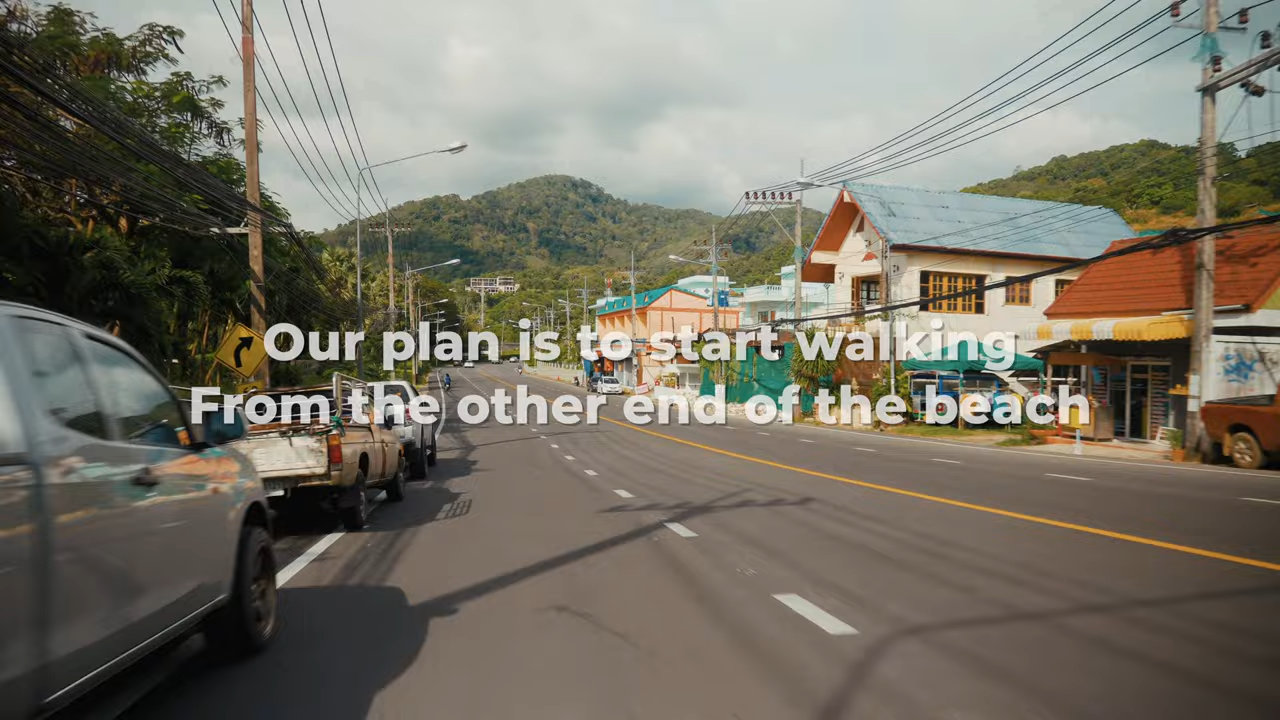 Our plan is to start walking
From the other end of the beach